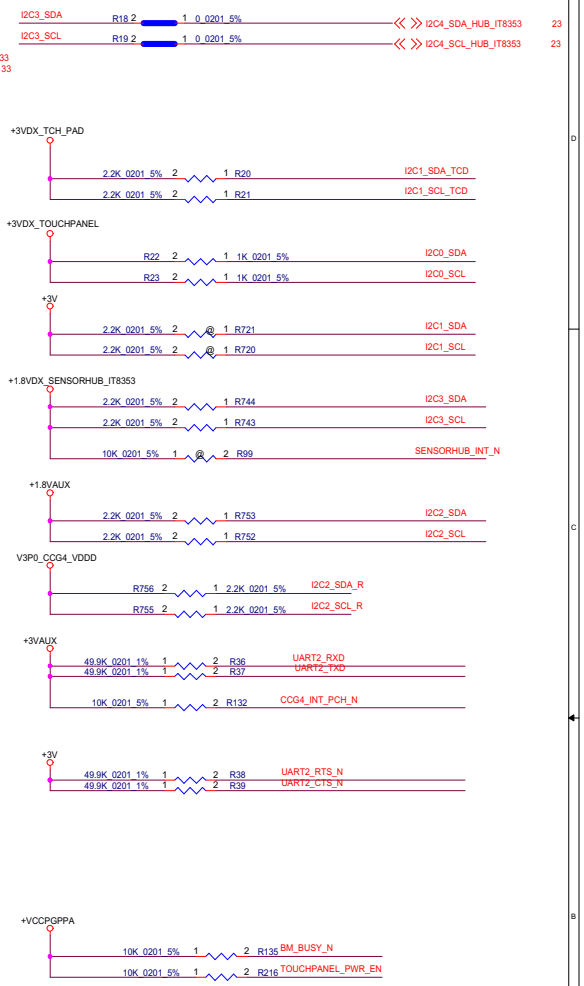 I2C3_SDA R18 2 1 0_0201_5% I2C4_SDA_HUB_IT8353 23
I2C3_SCL R19 2 1 0_0201_5% I2C4_SCL_HUB_IT8353 23
33
33
D
+3VDX_TCH_PAD
2.2K_0201_5% 2 1 R20 I2C1_SDA_TCD
2.2K_0201_5% 2 1 R21 I2C1_SCL_TCD
+3VDX_TOUCHPANEL
R22 2 1 1K_0201_5% I2C0_SDA
R23 2 1 1K_0201_5% I2C0_SCL
+3V
2.2K_0201_5% 2 @ 1 R721 I2C1_SDA
2.2K_0201_5% 2 @ 1 R720 I2C1_SCL
+1.8VDX_SENSORHUB_IT8353
2.2K_0201_5% 2 1 R744 I2C3_SDA
2.2K_0201_5% 2 1 R743 I2C3_SCL
10K_0201_5% 1 @ 2 R99 SENSORHUB_INT_N
+1.8VAUX
2.2K_0201_5% 2 1 R753 I2C2_SDA
C
2.2K_0201_5% 2 1 R752 I2C2_SCL
V3P0_CCG4_VDDD
R756 2 1 2.2K_0201_5% I2C2_SDA_R
R755 2 1 2.2K_0201_5% I2C2_SCL_R
+3VAUX
49.9K_0201_1% 1 2 R36 UART2_RXD
49.9K_0201_1% 1 2 R37 UART2_TXD
10K_0201_5% 1 2 R132 CCG4_INT_PCH_N
+3V
49.9K_0201_1% 1 2 R38 UART2_RTS_N
49.9K_0201_1% 1 2 R39 UART2_CTS_N
B
+VCCPGPPA
10K_0201_5% 1 2 R135 BM_BUSY_N
10K_0201_5% 1 2 R216 TOUCHPANEL_PWR_EN